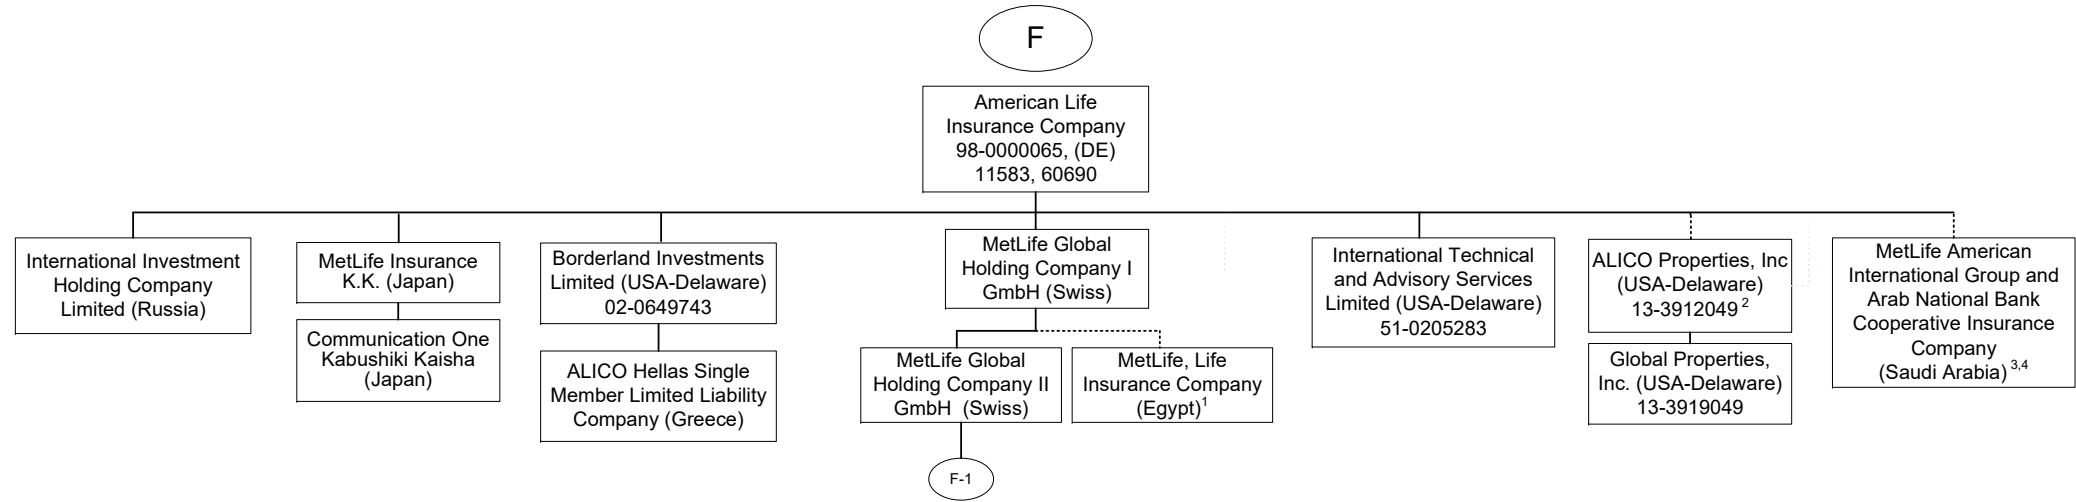 F
American Life
Insurance Company
98-0000065, (DE)
11583, 60690
International Investment
Holding Company
Limited (Russia)
MetLife Insurance
K.K. (Japan)
Communication One
Kabushiki Kaisha
(Japan)
Borderland Investments
Limited (USA-Delaware)
02-0649743
ALICO Hellas Single
Member Limited Liability
Company (Greece)
MetLife Global
Holding Company I
GmbH (Swiss)
MetLife Global
Holding Company II
GmbH (Swiss)
F-1
MetLife, Life
Insurance Company
(Egypt)1
International Technical
and Advisory Services
Limited (USA-Delaware)
51-0205283
ALICO Properties, Inc
(USA-Delaware)
13-3912049 2
Global Properties,
Inc. (USA-Delaware)
13-3919049
MetLife American
International Group and
Arab National Bank
Cooperative Insurance
Company
(Saudi Arabia) 3,4